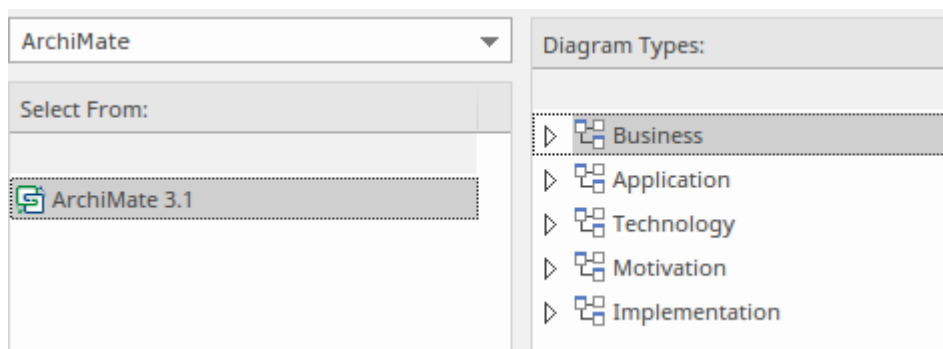 ArchiMate
Select From:
ArchiMate 3.1
Diagram Types:
Business
Application
Technology
Motivation
Implementation